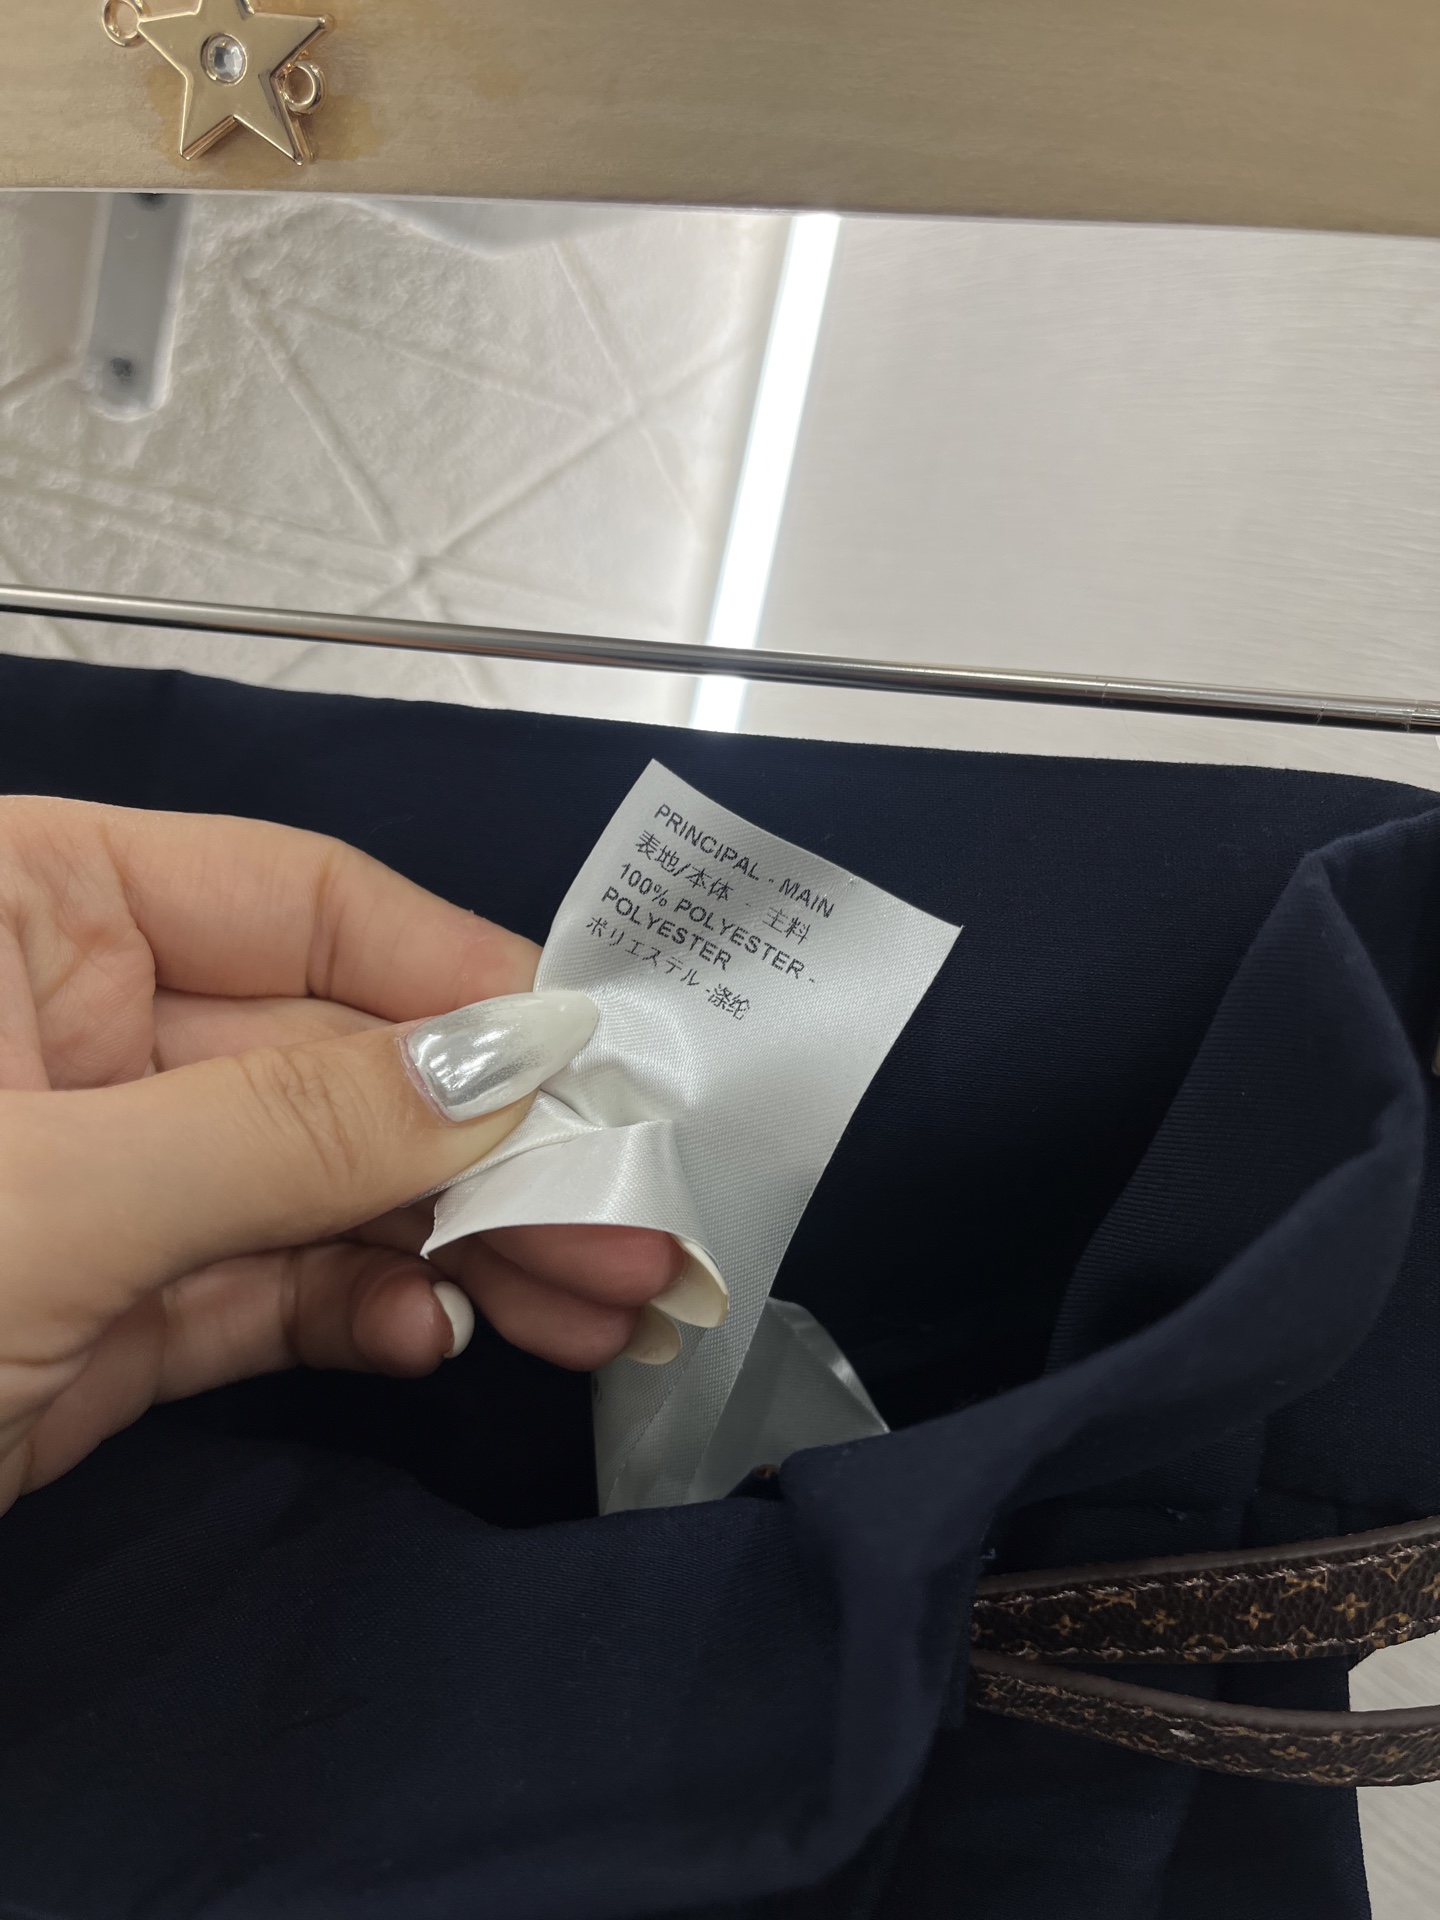 PRINCIPAL - MAIN
表地/本体 - 主料
100% POLYESTER -
POLYESTER
ポリエステル -涤纶